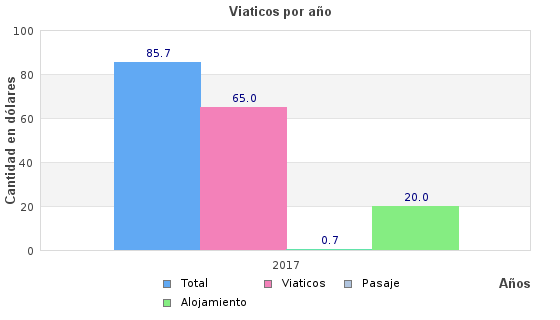 Viaticos por año
Cantidad en dólares
100
80
60
40
20
0
85.7
65.0
0.7
20.0
2017
Años
Total
Viaticos
Pasaje
Alojamiento